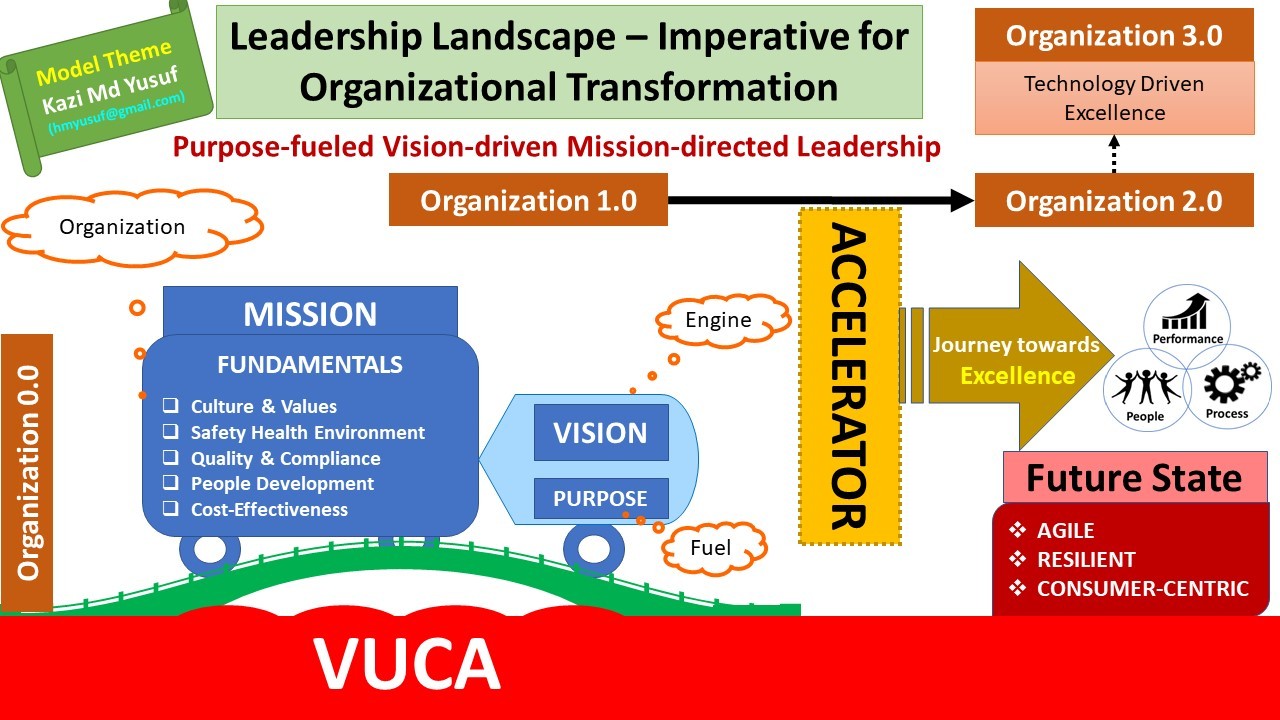 Model Theme
Kazi Md Yusuf
(hmyusuf@gmail.com)
Leadership Landscape – Imperative for
Organizational Transformation
Purpose-fueled Vision-driven Mission-directed Leadership
Organization 3.0
Technology Driven
Excellence
Organization 1.0
Organization 2.0
Organization
Organization 0.0
MISSION
FUNDAMENTALS
❑ Culture & Values
❑ Safety Health Environment
❑ Quality & Compliance
❑ People Development
❑ Cost-Effectiveness
Engine
VISION
PURPOSE
Fuel
ACCELERATOR
Journey towards
Excellence
Performance
People
Process
Future State
❖ AGILE
❖ RESILIENT
❖ CONSUMER-CENTRIC
VUCA